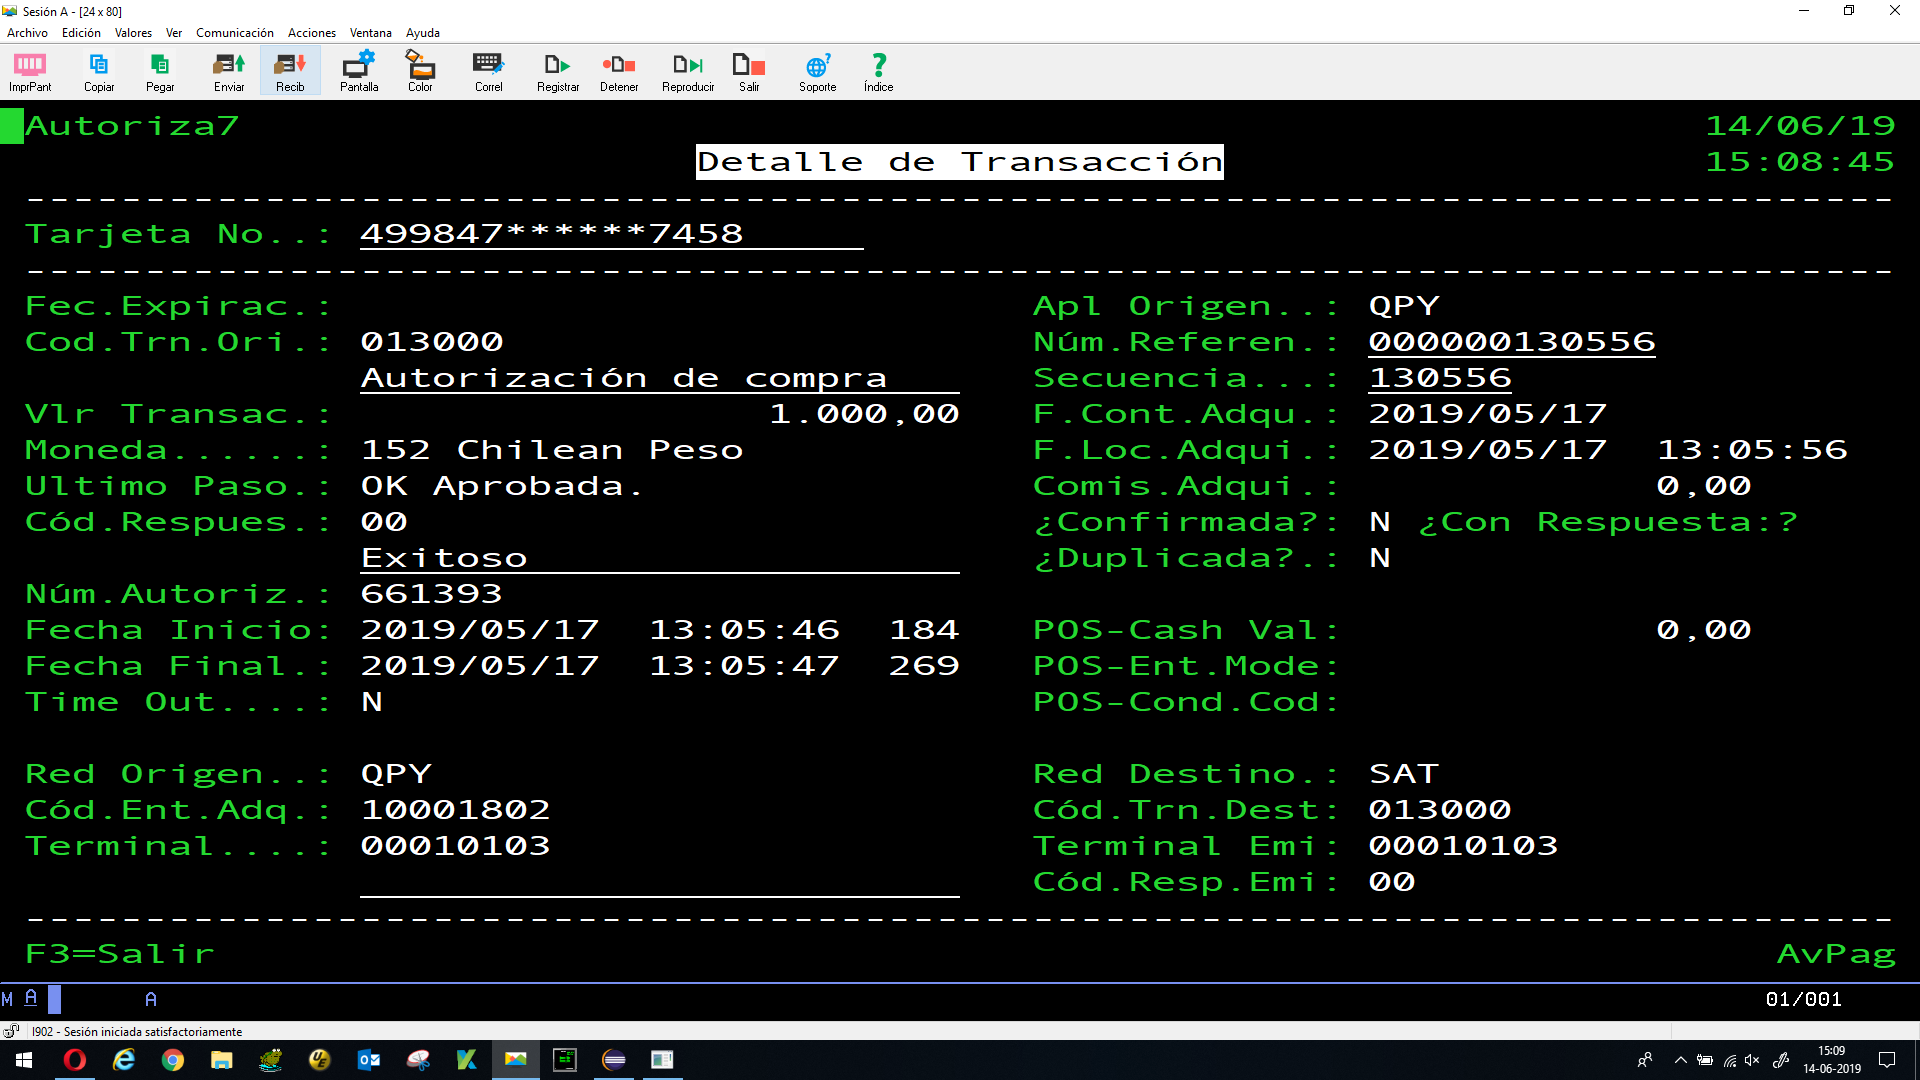 Sesión A - [24 x 80]
Archivo Edición Valores Ver Comunicación Acciones Ventana Ayuda
ImprPant Copiar Pegar Enviar Recib Pantalla Color Correl Registrar Detener Reproducir Salir Soporte Índice
Autoriza7 14/06/19
Detalle de Transacción 15:08:45
Tarjeta No..: 499847******7458
Fec.Expirac.: Apl Origen..: QPY
Cod.Trn.Ori.: 013000 Núm.Referen.: 000000130556
Autorización de compra Secuencia...: 130556
Vlr Transac.: 1.000,00 F.Cont.Adqu.: 2019/05/17
Moneda......: 152 Chilean Peso F.Loc.Adqui.: 2019/05/17 13:05:56
Ultimo Paso.: OK Aprobada. Comis.Adqui.: 0,00
Cód.Respues.: 00 ¿Confirmada?: N ¿Con Respuesta:?
Exitoso ¿Duplicada?.: N
Núm.Autoriz.: 661393
Fecha Inicio: 2019/05/17 13:05:46 184 POS-Cash Val: 0,00
Fecha Final.: 2019/05/17 13:05:47 269 POS-Ent.Mode:
Time Out....: N POS-Cond.Cod:
Red Origen..: QPY Red Destino.: SAT
Cód.Ent.Adq.: 10001802 Cód.Trn.Dest: 013000
Terminal....: 00010103 Terminal Emi: 00010103
Cód.Resp.Emi: 00
F3=Salir AvPag
M A A 01/001
I902 - Sesión iniciada satisfactoriamente
15:09
14-06-2019